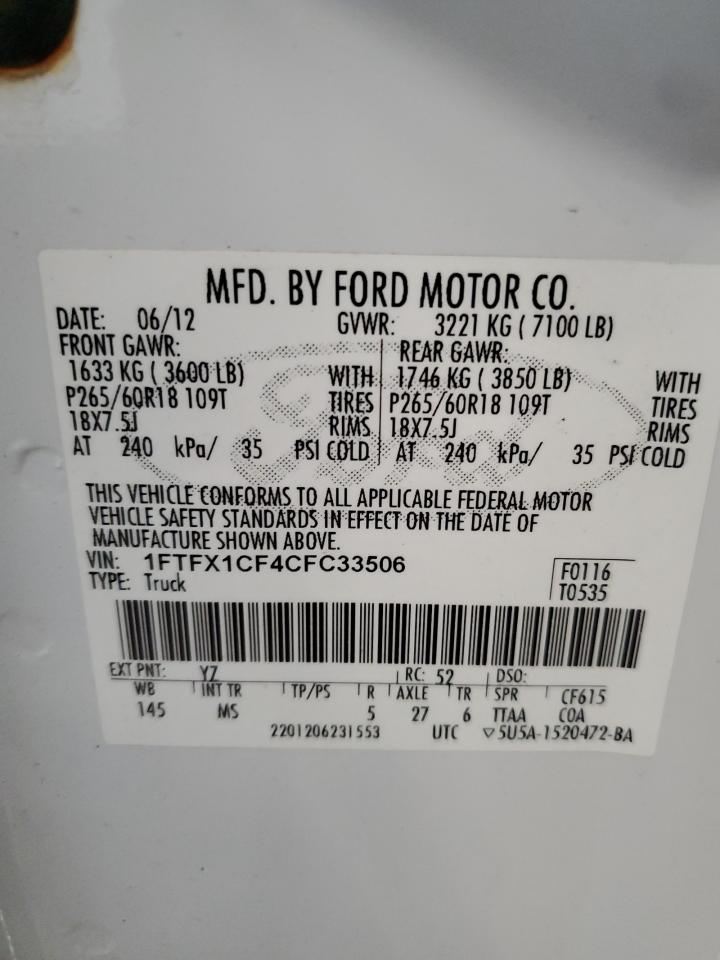 MFD. BY FORD MOTOR CO.
DATE: 06/12 GVWR: 3221 KG ( 7100 LB)
FRONT GAWR: REAR GAWR:
1633 KG ( 3600 LB) WITH 1746 KG ( 3850 LB) WITH
P265/60R18 109T TIRES P265/60R18 109T TIRES
18X7.5J RIMS 18X7.5J RIMS
AT 240 kPa/ 35 PSI COLD AT 240 kPa/ 35 PSI COLD
THIS VEHICLE CONFORMS TO ALL APPLICABLE FEDERAL MOTOR
VEHICLE SAFETY STANDARDS IN EFFECT ON THE DATE OF
MANUFACTURE SHOWN ABOVE.
VIN: 1FTFX1CF4CFC33506 F0116
TYPE: Truck T0535
EXT PNT: YZ RC: 52 DSO:
WB INT TR TP/PS R AXLE TR SPR CF615
145 MS 5 27 6 TTAA COA
2201206231553 UTC ▽5U5A-1520472-BA